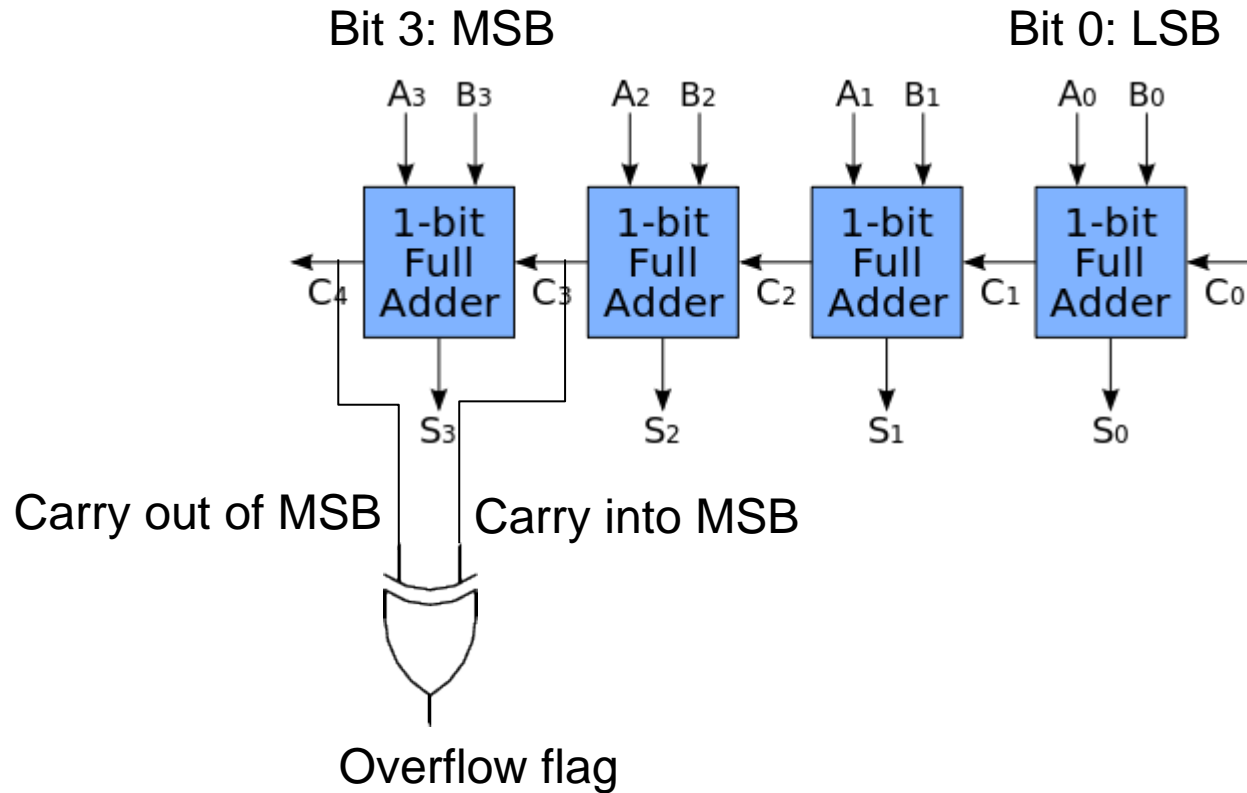 Bit 3: MSB
Bit 0: LSB
A3 B3
A2 B2
A1 B1
A0 B0
1-bit
Full
Adder
1-bit
Full
Adder
1-bit
Full
Adder
1-bit
Full
Adder
C4
C3
C2
C1
C0
S3
S2
S1
S0
Carry out of MSB
Carry into MSB
Overflow flag